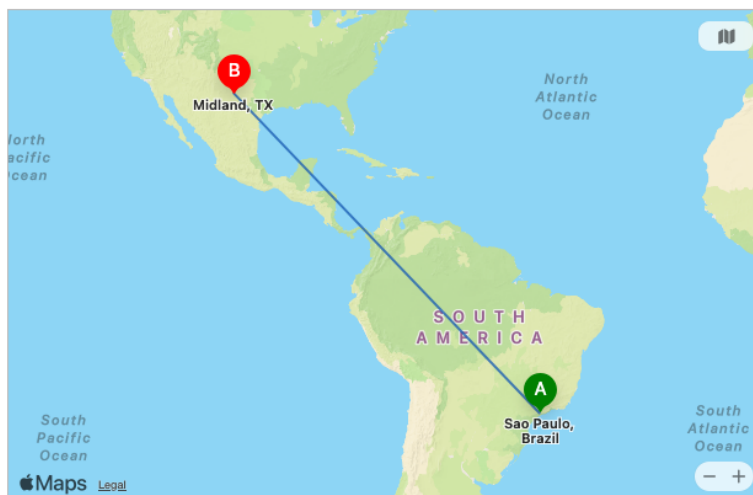 B
Midland, TX
North
Atlantic
Ocean
North
acific
cean
SOUTH
AMERICA
A
Sao Paulo,
Brazil
South
Pacific
Ocean
South
Atlantic
Ocean
Maps
Legal